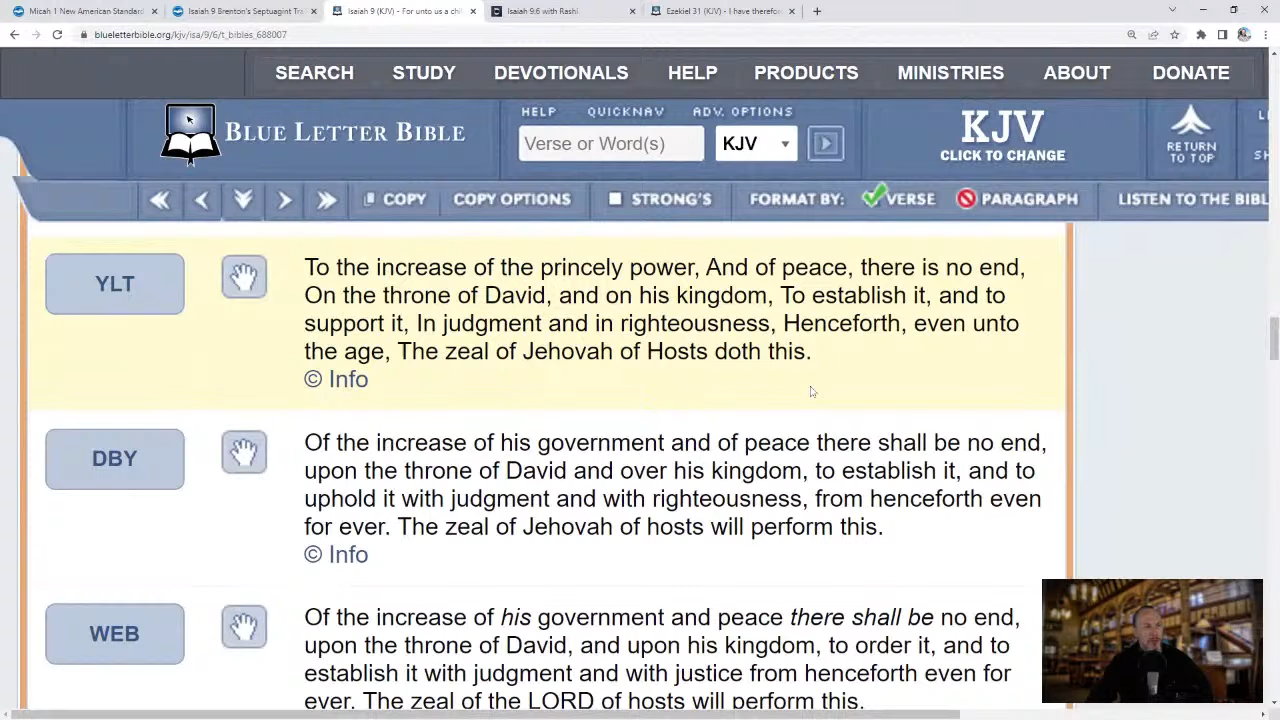 Micah 1 New American Standard
Isaiah 9 Brenton's Septuagint Tra
Isaiah 9 (KJV) - For unto us a chi
Isaiah 9:6 with Rashi
Ezekiel 31 (KJV) - I have therefor
blueletterbible.org/kjv/isa/9/6/t_bibles_688007
SEARCH STUDY DEVOTIONALS HELP PRODUCTS MINISTRIES ABOUT DONATE
BLUE LETTER BIBLE
HELP QUICKNAV ADV. OPTIONS
Verse or Word(s)
KJV
KJV
CLICK TO CHANGE
RETURN
TO TOP
COPY COPY OPTIONS STRONG'S FORMAT BY: VERSE PARAGRAPH LISTEN TO THE BIBL
YLT
To the increase of the princely power, And of peace, there is no end,
On the throne of David, and on his kingdom, To establish it, and to
support it, In judgment and in righteousness, Henceforth, even unto
the age, The zeal of Jehovah of Hosts doth this.
© Info
DBY
Of the increase of his government and of peace there shall be no end,
upon the throne of David and over his kingdom, to establish it, and to
uphold it with judgment and with righteousness, from henceforth even
for ever. The zeal of Jehovah of hosts will perform this.
© Info
WEB
Of the increase of his government and peace there shall be no end,
upon the throne of David, and upon his kingdom, to order it, and to
establish it with judgment and with justice from henceforth even for
ever. The zeal of the LORD of hosts will perform this.